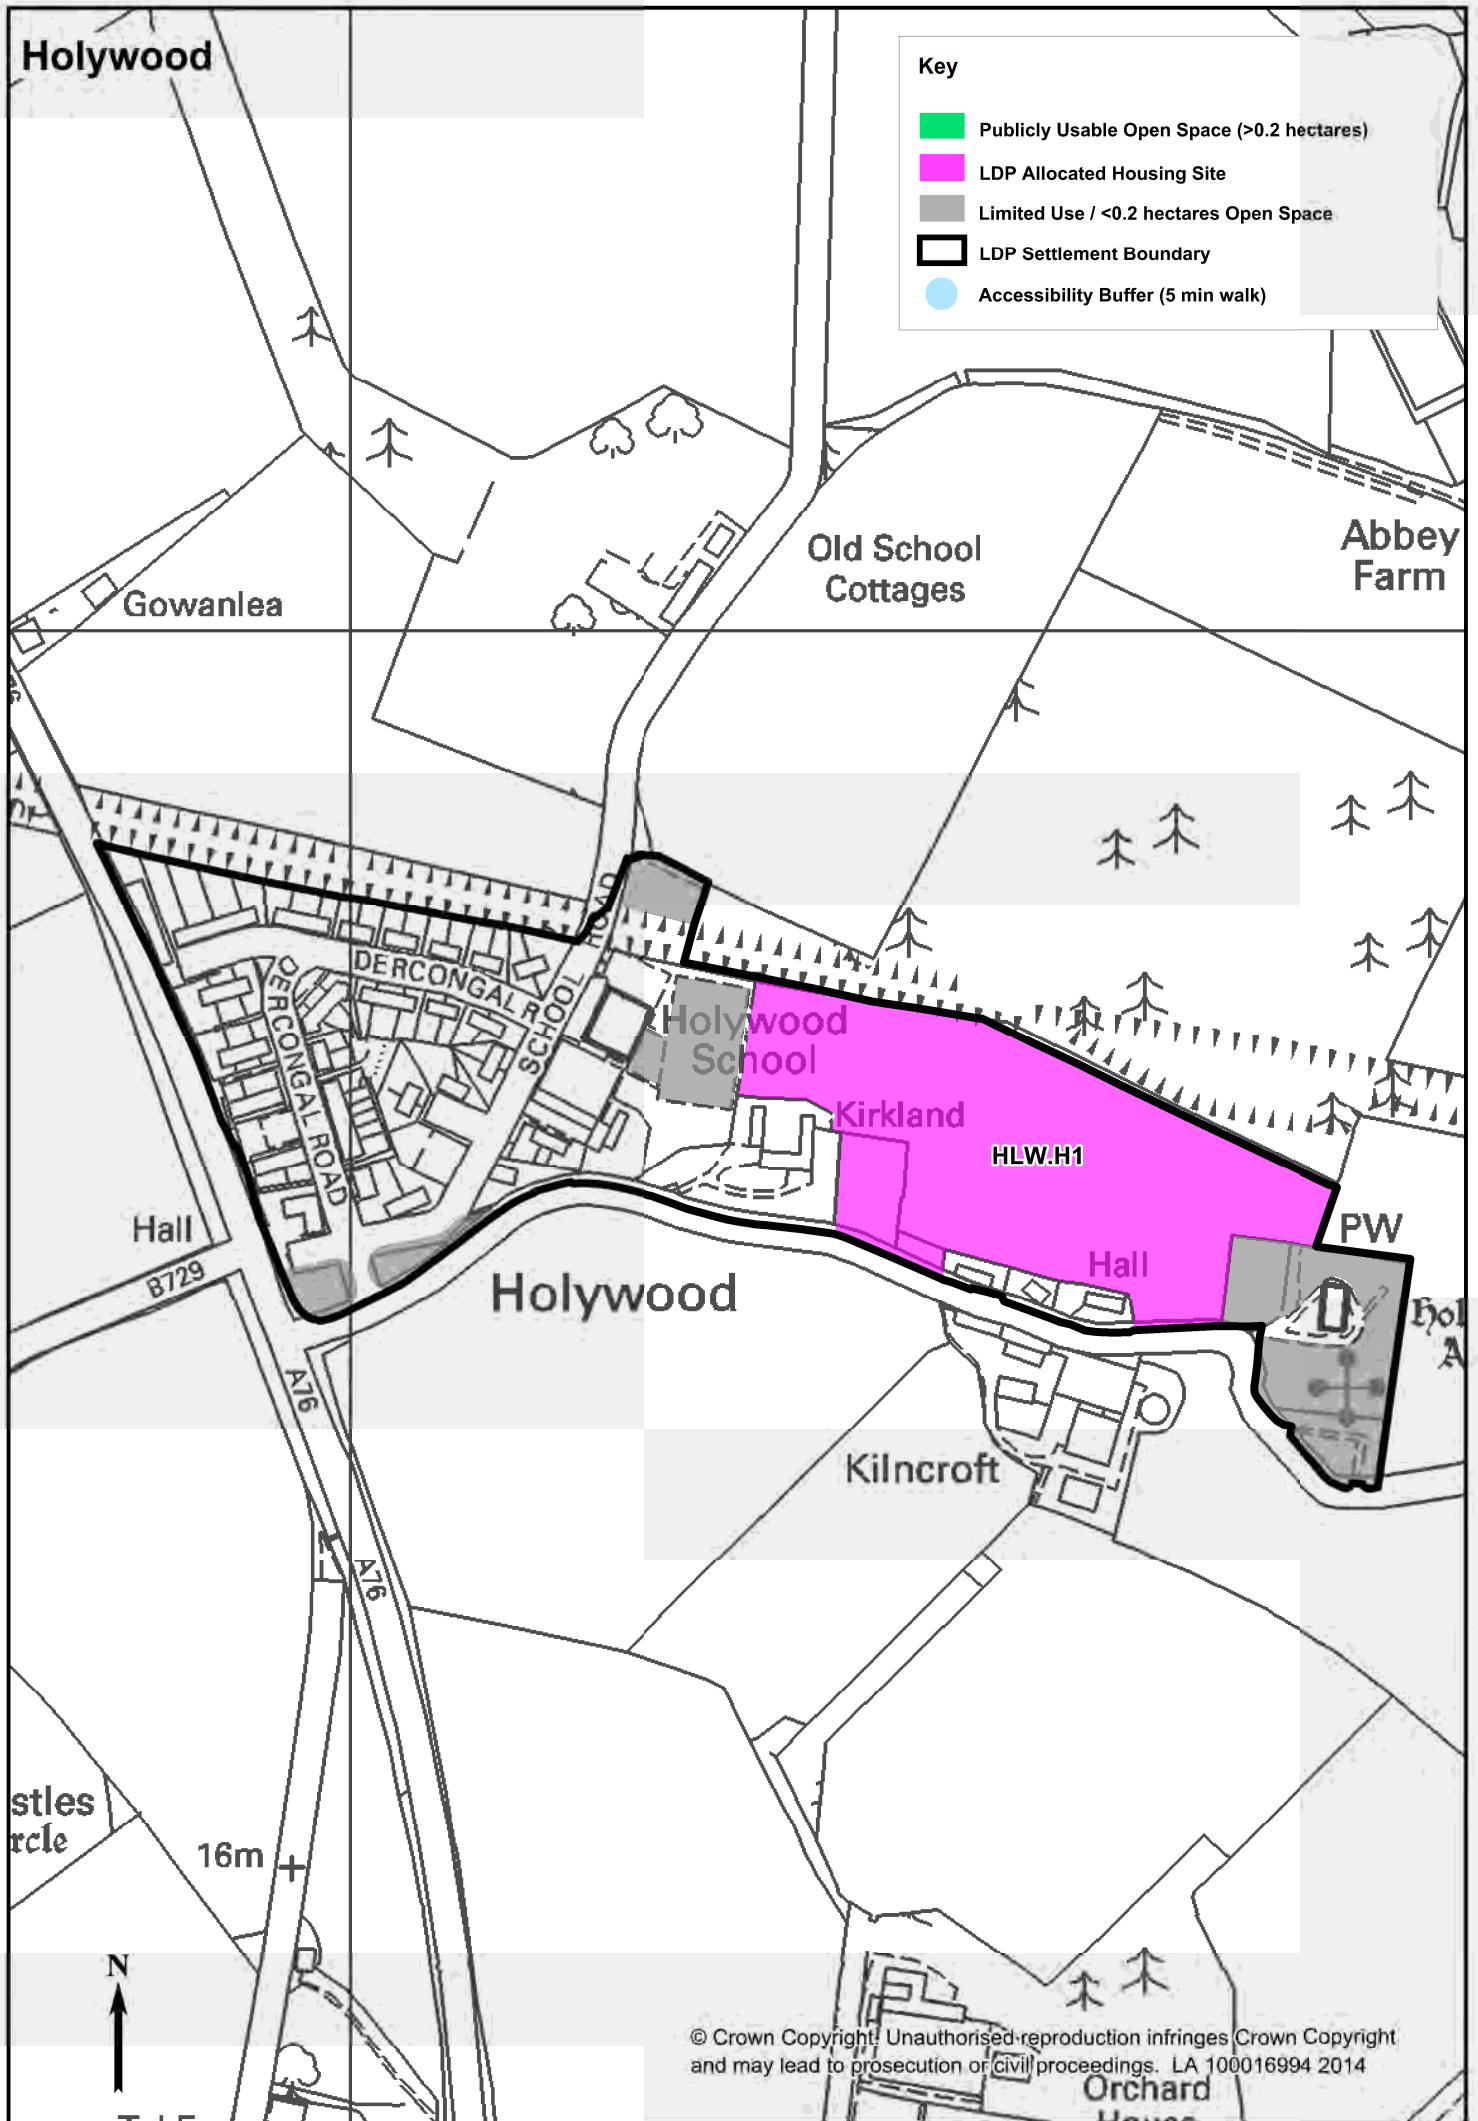 Holywood
Key
Publicly Usable Open Space (>0.2 hectares)
LDP Allocated Housing Site
Limited Use / <0.2 hectares Open Space
LDP Settlement Boundary
Accessibility Buffer (5 min walk)
Old School
Cottages
Abbey
Farm
Gowanlea
DERCONGAL R
DERCONGAL ROAD
SCHOOL ROAD
Holywood
School
Kirkland
HLW.H1
PW
Hall
Hall
B729
Holywood
A76
Kilncroft
A76
stles
rcle
16m
N
© Crown Copyright. Unauthorised reproduction infringes Crown Copyright
and may lead to prosecution or civil proceedings. LA 100016994 2014
Orchard